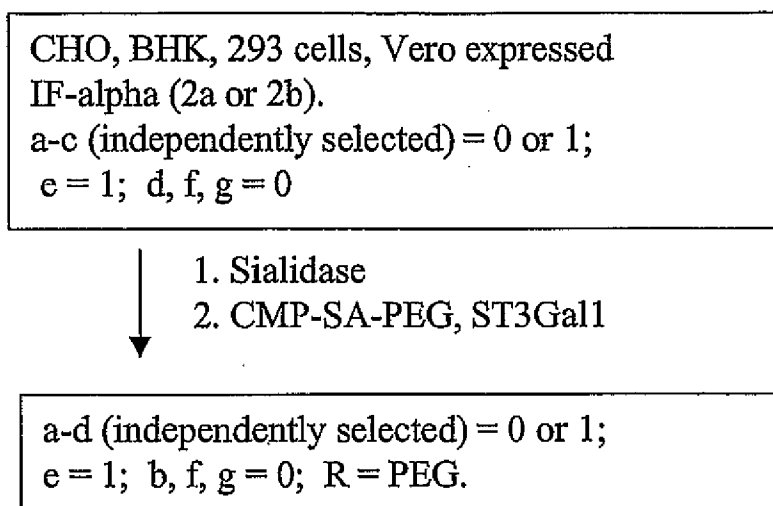 CHO, BHK, 293 cells, Vero expressed
IF-alpha (2a or 2b).
a-c (independently selected) = 0 or 1;
e = 1; d, f, g = 0
1. Sialidase
2. CMP-SA-PEG, ST3Gal1
a-d (independently selected) = 0 or 1;
e = 1; b, f, g = 0; R = PEG.